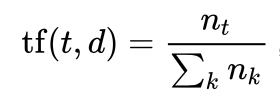 tf(t, d) = n_t / ∑_k n_k ,